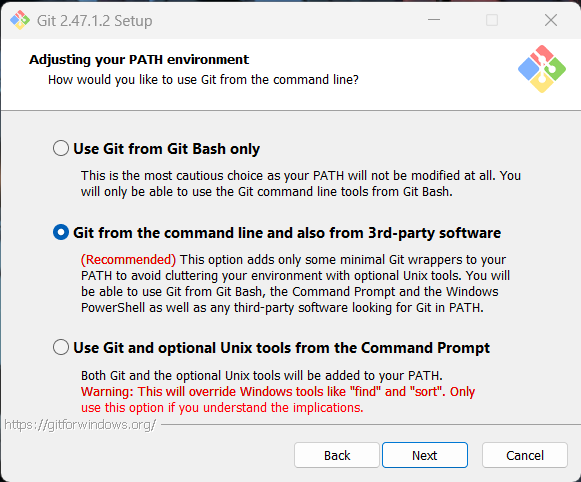 Git 2.47.1.2 Setup
Adjusting your PATH environment
How would you like to use Git from the command line?
Use Git from Git Bash only
This is the most cautious choice as your PATH will not be modified at all. You
will only be able to use the Git command line tools from Git Bash.
Git from the command line and also from 3rd-party software
(Recommended) This option adds only some minimal Git wrappers to your
PATH to avoid cluttering your environment with optional Unix tools. You will
be able to use Git from Git Bash, the Command Prompt and the Windows
PowerShell as well as any third-party software looking for Git in PATH.
Use Git and optional Unix tools from the Command Prompt
Both Git and the optional Unix tools will be added to your PATH.
Warning: This will override Windows tools like "find" and "sort". Only
use this option if you understand the implications.
https://gitforwindows.org/
Back Next Cancel